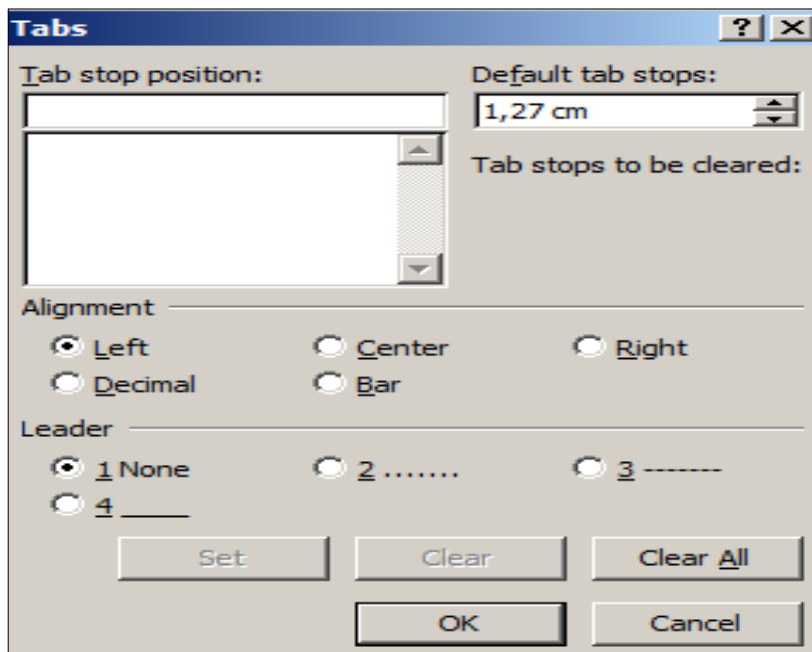 Tabs
Tab stop position: Default tab stops:
1,27 cm
Tab stops to be cleared:
Alignment
Left Center Right
Decimal Bar
Leader
1 None 2 ....... 3 -------
4 ____
Set Clear Clear All
OK Cancel